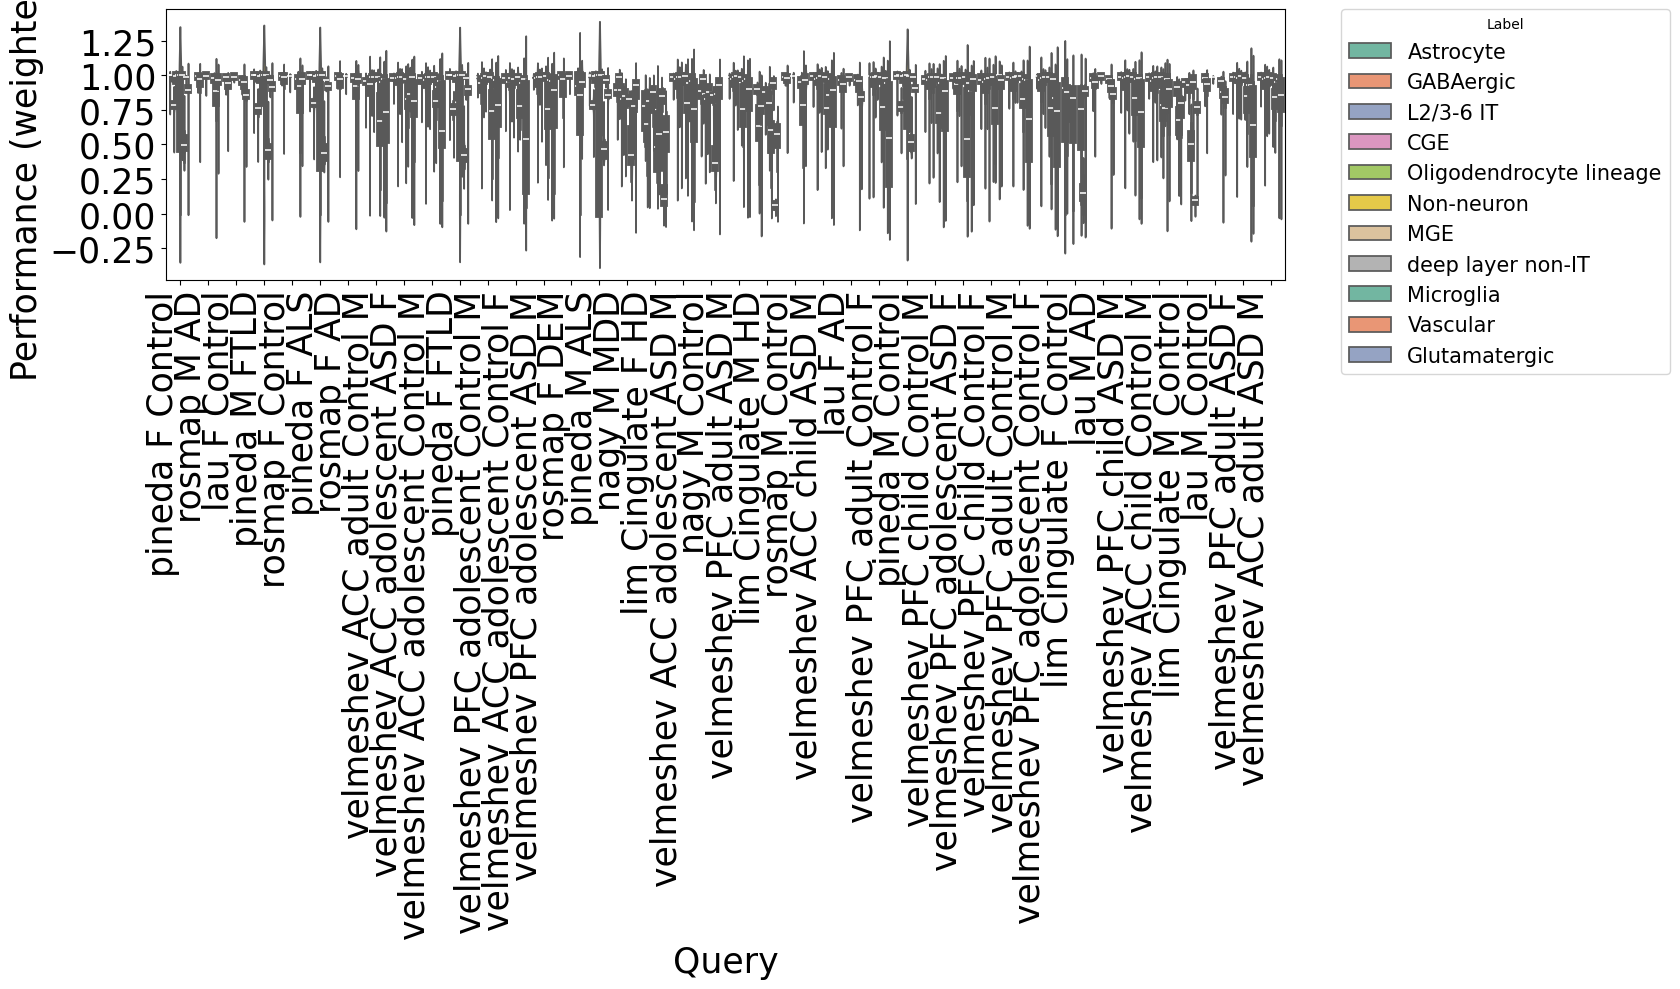 Performance (weighte
1.25
1.00
0.75
0.50
0.25
0.00
−0.25
pineda F Control
rosmap M AD
lau F Control
pineda M FTLD
rosmap F Control
pineda F ALS
rosmap F AD
velmeshev ACC adult Control M
velmeshev ACC adolescent ASD F
velmeshev ACC adolescent Control M
pineda F FTLD
velmeshev PFC adolescent Control M
velmeshev ACC adolescent Control F
velmeshev PFC adolescent ASD M
rosmap F DEM
pineda M ALS
nagy M MDD
lim Cingulate F HD
velmeshev ACC adolescent ASD M
nagy M Control
velmeshev PFC adult ASD M
lim Cingulate M HD
rosmap M Control
velmeshev ACC child ASD M
lau F AD
velmeshev PFC adult Control F
pineda M Control
velmeshev PFC child Control M
velmeshev PFC adolescent ASD F
velmeshev PFC child Control F
velmeshev PFC adult Control M
velmeshev PFC adolescent Control F
lim Cingulate F Control
lau M AD
velmeshev PFC child ASD M
velmeshev ACC child Control M
lim Cingulate M Control
lau M Control
velmeshev PFC adult ASD F
velmeshev ACC adult ASD M
Query
Label
Astrocyte
GABAergic
L2/3-6 IT
CGE
Oligodendrocyte lineage
Non-neuron
MGE
deep layer non-IT
Microglia
Vascular
Glutamatergic